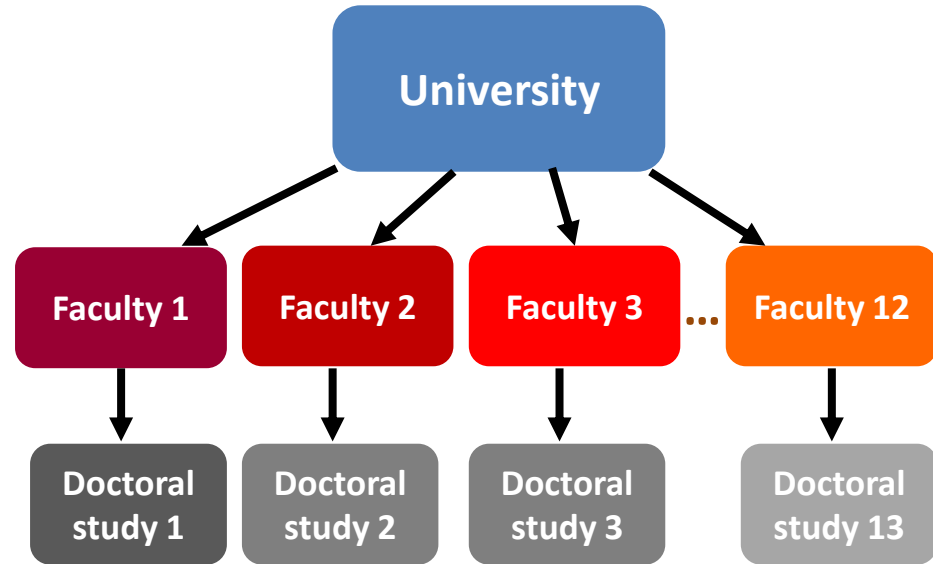 University
Faculty 1
Faculty 2
Faculty 3
...
Faculty 12
Doctoral
study 1
Doctoral
study 2
Doctoral
study 3
Doctoral
study 13